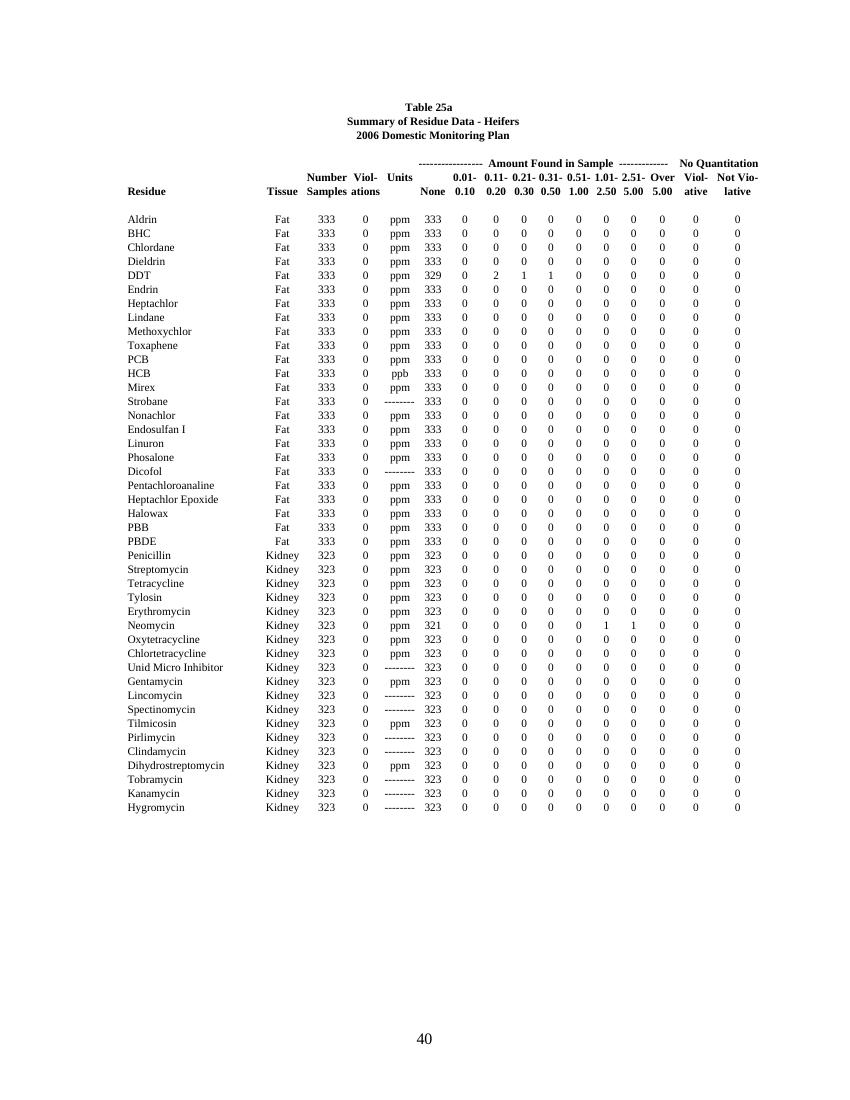 Table 25a
Summary of Residue Data - Heifers
2006 Domestic Monitoring Plan
----------------- Amount Found in Sample ------------- No Quantitation
Number Viol- Units 0.01- 0.11- 0.21- 0.31- 0.51- 1.01- 2.51- Over Viol- Not Vio-
Residue Tissue Samples ations None 0.10 0.20 0.30 0.50 1.00 2.50 5.00 5.00 ative lative
Aldrin Fat 333 0 ppm 333 0 0 0 0 0 0 0 0 0 0
BHC Fat 333 0 ppm 333 0 0 0 0 0 0 0 0 0 0
Chlordane Fat 333 0 ppm 333 0 0 0 0 0 0 0 0 0 0
Dieldrin Fat 333 0 ppm 333 0 0 0 0 0 0 0 0 0 0
DDT Fat 333 0 ppm 329 0 2 1 1 0 0 0 0 0 0
Endrin Fat 333 0 ppm 333 0 0 0 0 0 0 0 0 0 0
Heptachlor Fat 333 0 ppm 333 0 0 0 0 0 0 0 0 0 0
Lindane Fat 333 0 ppm 333 0 0 0 0 0 0 0 0 0 0
Methoxychlor Fat 333 0 ppm 333 0 0 0 0 0 0 0 0 0 0
Toxaphene Fat 333 0 ppm 333 0 0 0 0 0 0 0 0 0 0
PCB Fat 333 0 ppm 333 0 0 0 0 0 0 0 0 0 0
HCB Fat 333 0 ppb 333 0 0 0 0 0 0 0 0 0 0
Mirex Fat 333 0 ppm 333 0 0 0 0 0 0 0 0 0 0
Strobane Fat 333 0 -------- 333 0 0 0 0 0 0 0 0 0 0
Nonachlor Fat 333 0 ppm 333 0 0 0 0 0 0 0 0 0 0
Endosulfan I Fat 333 0 ppm 333 0 0 0 0 0 0 0 0 0 0
Linuron Fat 333 0 ppm 333 0 0 0 0 0 0 0 0 0 0
Phosalone Fat 333 0 ppm 333 0 0 0 0 0 0 0 0 0 0
Dicofol Fat 333 0 -------- 333 0 0 0 0 0 0 0 0 0 0
Pentachloroanaline Fat 333 0 ppm 333 0 0 0 0 0 0 0 0 0 0
Heptachlor Epoxide Fat 333 0 ppm 333 0 0 0 0 0 0 0 0 0 0
Halowax Fat 333 0 ppm 333 0 0 0 0 0 0 0 0 0 0
PBB Fat 333 0 ppm 333 0 0 0 0 0 0 0 0 0 0
PBDE Fat 333 0 ppm 333 0 0 0 0 0 0 0 0 0 0
Penicillin Kidney 323 0 ppm 323 0 0 0 0 0 0 0 0 0 0
Streptomycin Kidney 323 0 ppm 323 0 0 0 0 0 0 0 0 0 0
Tetracycline Kidney 323 0 ppm 323 0 0 0 0 0 0 0 0 0 0
Tylosin Kidney 323 0 ppm 323 0 0 0 0 0 0 0 0 0 0
Erythromycin Kidney 323 0 ppm 323 0 0 0 0 0 0 0 0 0 0
Neomycin Kidney 323 0 ppm 321 0 0 0 0 0 1 1 0 0 0
Oxytetracycline Kidney 323 0 ppm 323 0 0 0 0 0 0 0 0 0 0
Chlortetracycline Kidney 323 0 ppm 323 0 0 0 0 0 0 0 0 0 0
Unid Micro Inhibitor Kidney 323 0 -------- 323 0 0 0 0 0 0 0 0 0 0
Gentamycin Kidney 323 0 ppm 323 0 0 0 0 0 0 0 0 0 0
Lincomycin Kidney 323 0 -------- 323 0 0 0 0 0 0 0 0 0 0
Spectinomycin Kidney 323 0 -------- 323 0 0 0 0 0 0 0 0 0 0
Tilmicosin Kidney 323 0 ppm 323 0 0 0 0 0 0 0 0 0 0
Pirlimycin Kidney 323 0 -------- 323 0 0 0 0 0 0 0 0 0 0
Clindamycin Kidney 323 0 -------- 323 0 0 0 0 0 0 0 0 0 0
Dihydrostreptomycin Kidney 323 0 ppm 323 0 0 0 0 0 0 0 0 0 0
Tobramycin Kidney 323 0 -------- 323 0 0 0 0 0 0 0 0 0 0
Kanamycin Kidney 323 0 -------- 323 0 0 0 0 0 0 0 0 0 0
Hygromycin Kidney 323 0 -------- 323 0 0 0 0 0 0 0 0 0 0
40